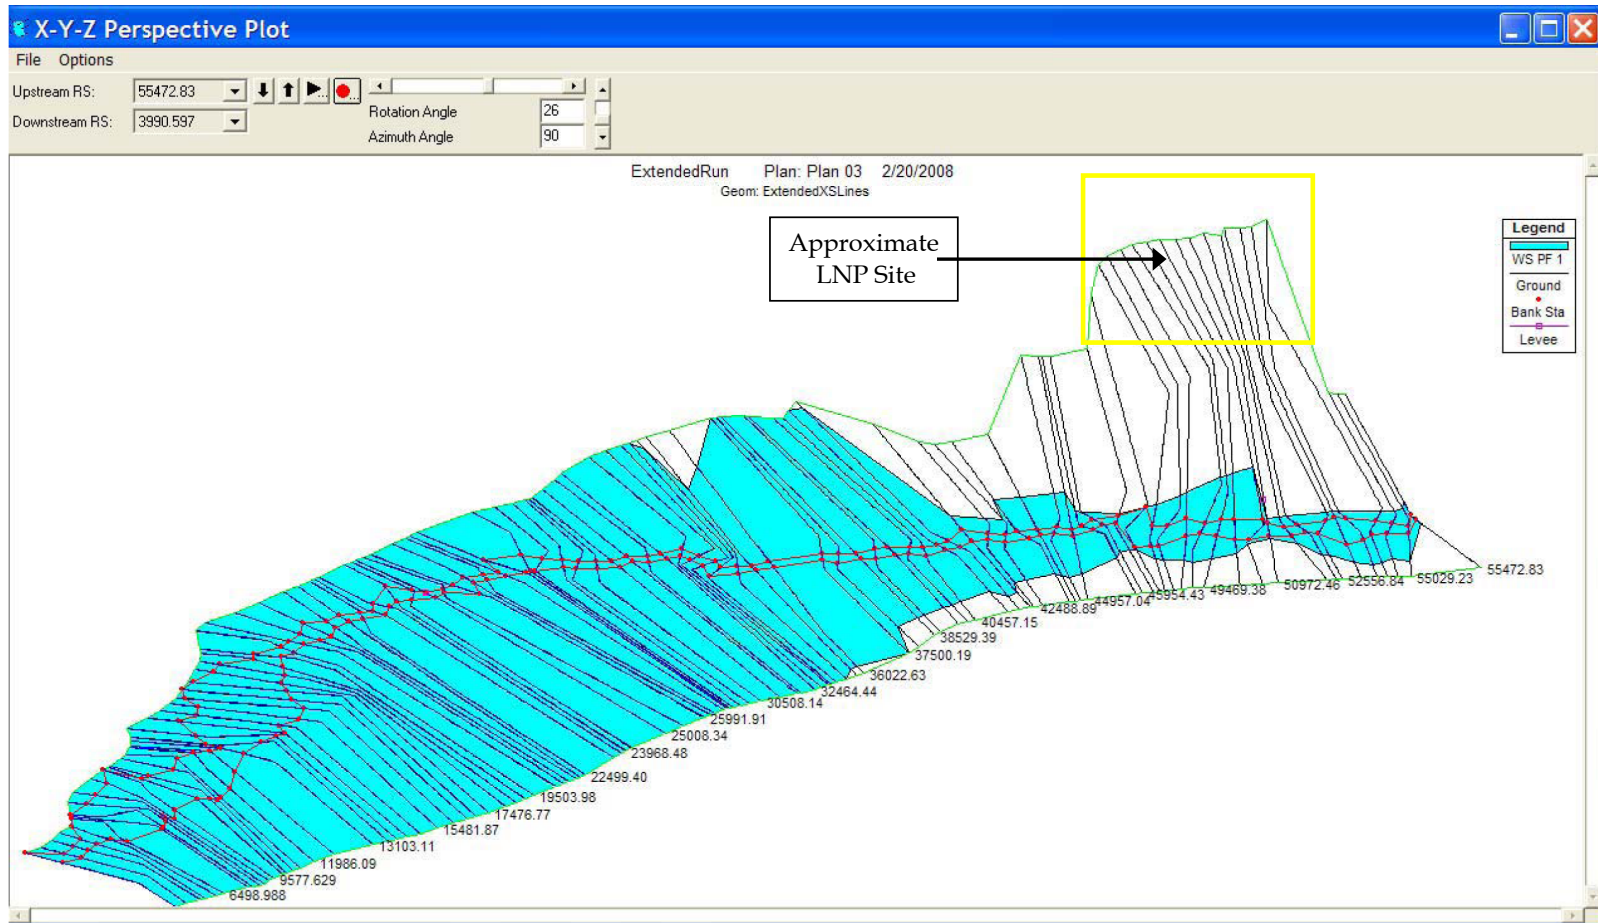 X-Y-Z Perspective Plot
File Options
Upstream RS: 55472.83
Downstream RS: 3990.597
Rotation Angle 26
Azimuth Angle 90
ExtendedRun Plan: Plan 03 2/20/2008
Geom: ExtendedXSLines
Approximate
LNP Site
Legend
WS PF 1
Ground
Bank Sta
Levee
55472.83
55029.23
52556.84
50972.46
49469.38
45954.43
44957.04
42488.89
40457.15
38529.39
37500.19
36022.63
32464.44
30508.14
25991.91
25008.34
23968.48
22499.40
19503.98
17476.77
15481.87
13103.11
11986.09
9577.629
6498.988